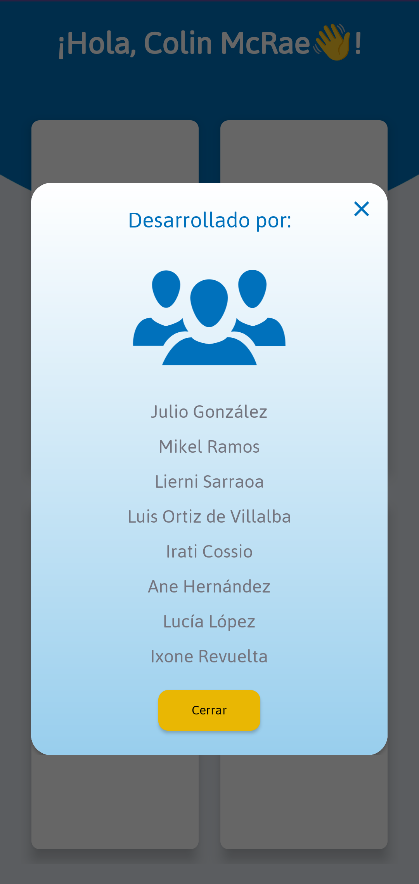 ¡Hola, Colin McRae👋!
Desarrollado por:
Julio González
Mikel Ramos
Lierni Sarraoa
Luis Ortiz de Villalba
Irati Cossio
Ane Hernández
Lucía López
Ixone Revuelta
Cerrar